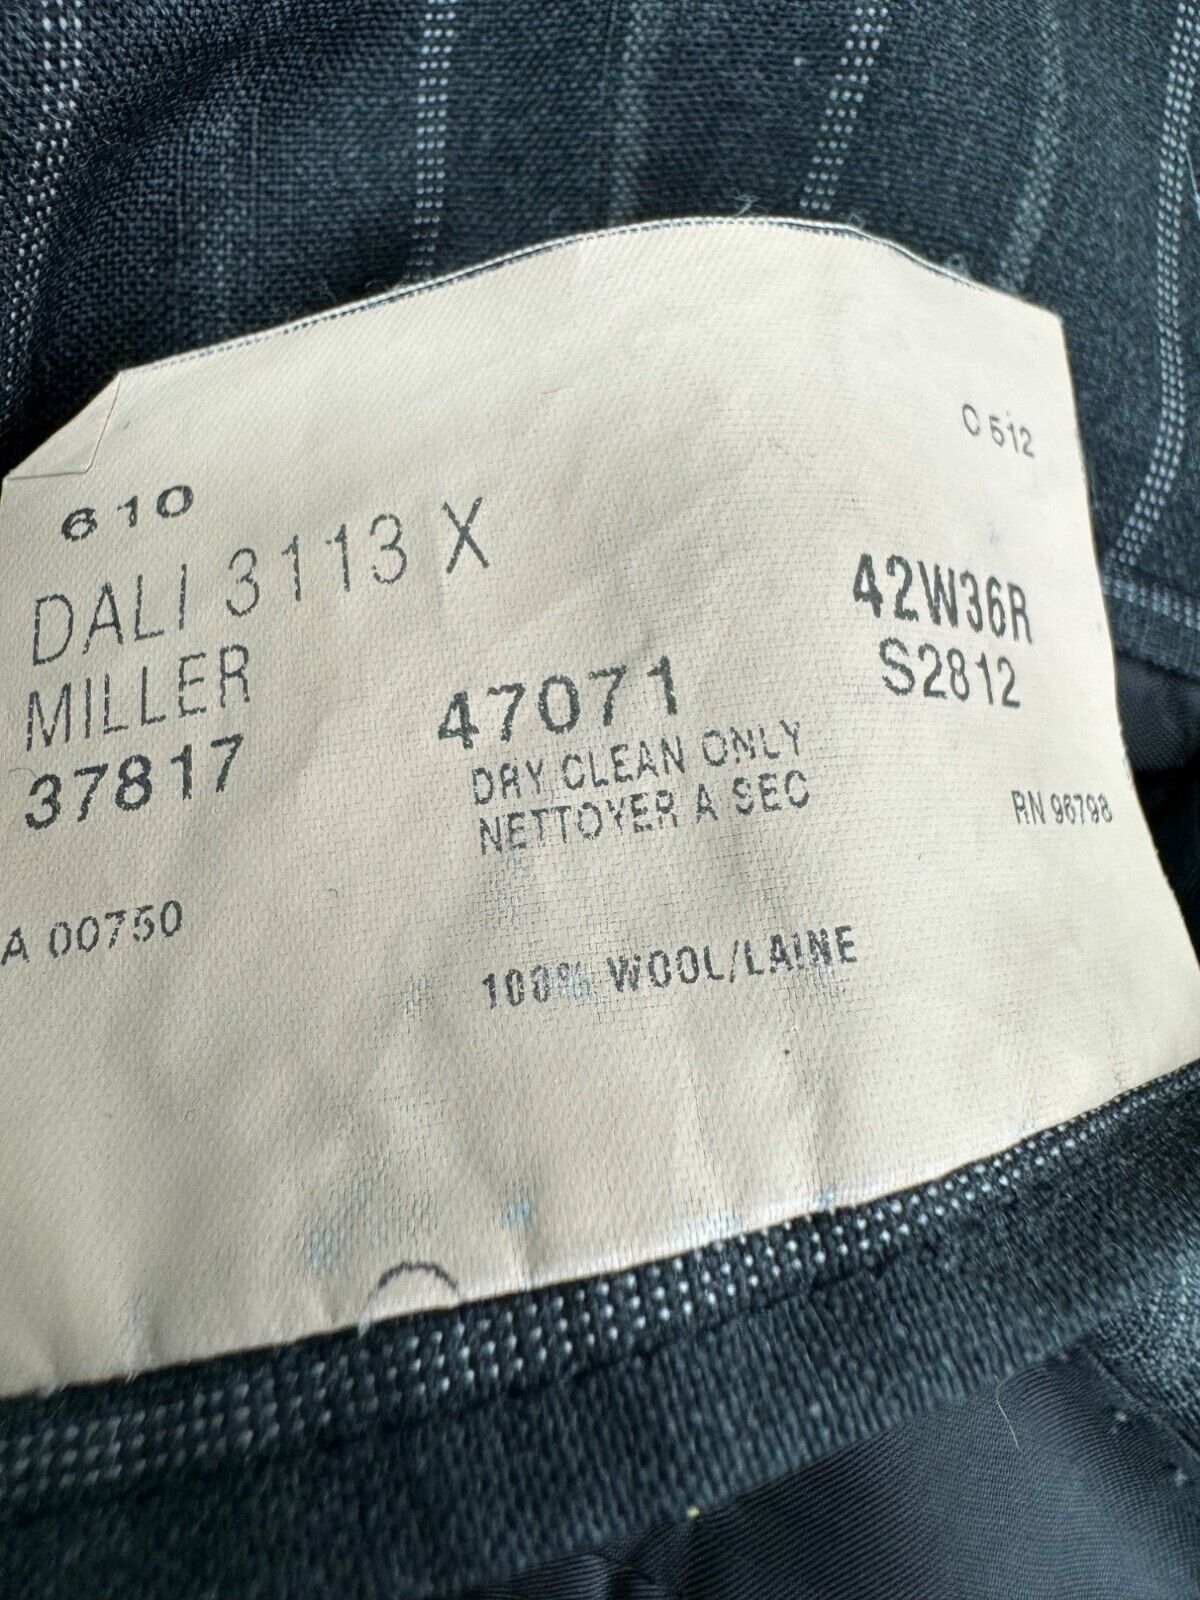 610
C 512
DALI 3113 X
MILLER
37817
47071
42W36R
S2812
DRY CLEAN ONLY
NETTOYER A SEC
RN 96798
A 00750
100% WOOL/LAINE